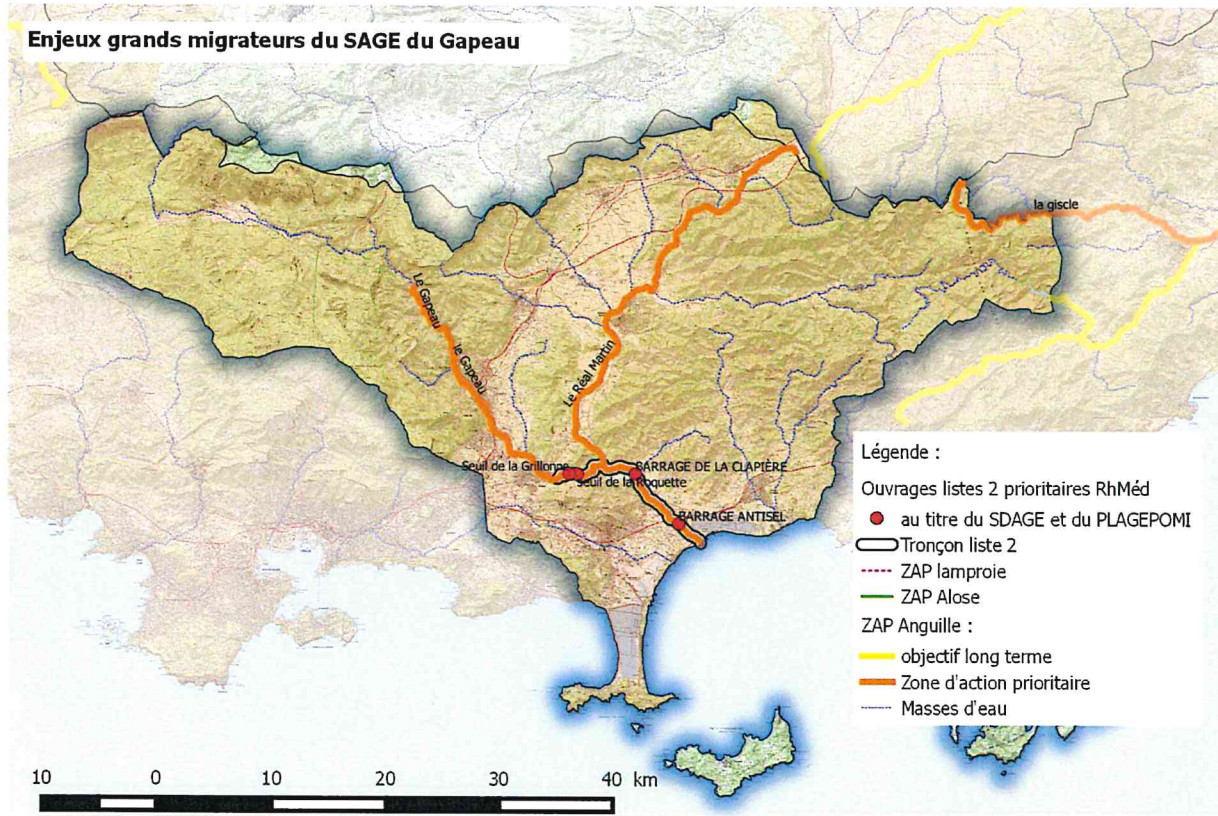 Enjeux grands migrateurs du SAGE du Gapeau
la giscle
Le Gapeau
le Gapeau
Le Réal Martin
Seuil de la Grillonne
BARRAGE DE LA CLAPIÈRE
Seuil de la Roquette
BARRAGE ANTISEL
Légende :
Ouvrages listes 2 prioritaires RhMéd
au titre du SDAGE et du PLAGEPOMI
Tronçon liste 2
ZAP lamproie
ZAP Alose
ZAP Anguille :
objectif long terme
Zone d'action prioritaire
Masses d'eau
10 0 10 20 30 40 km